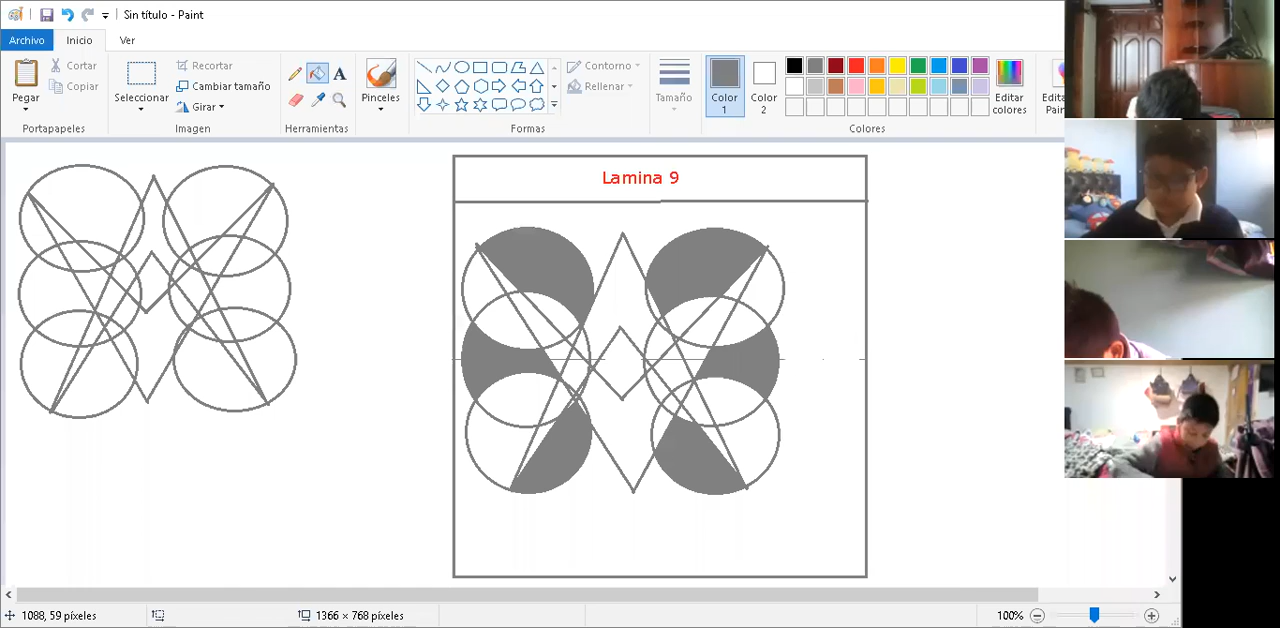 Sin título - Paint
Archivo Inicio Ver
Pegar
Cortar
Copiar
Portapapeles
Seleccionar
Recortar
Cambiar tamaño
Girar
Imagen
A
Herramientas
Pinceles
Contorno
Rellenar
Formas
Tamaño
Color
1
Color
2
Editar
colores
Colores
Edita
Pain
Lamina 9
1088, 59 píxeles
1366 × 768 píxeles
100%